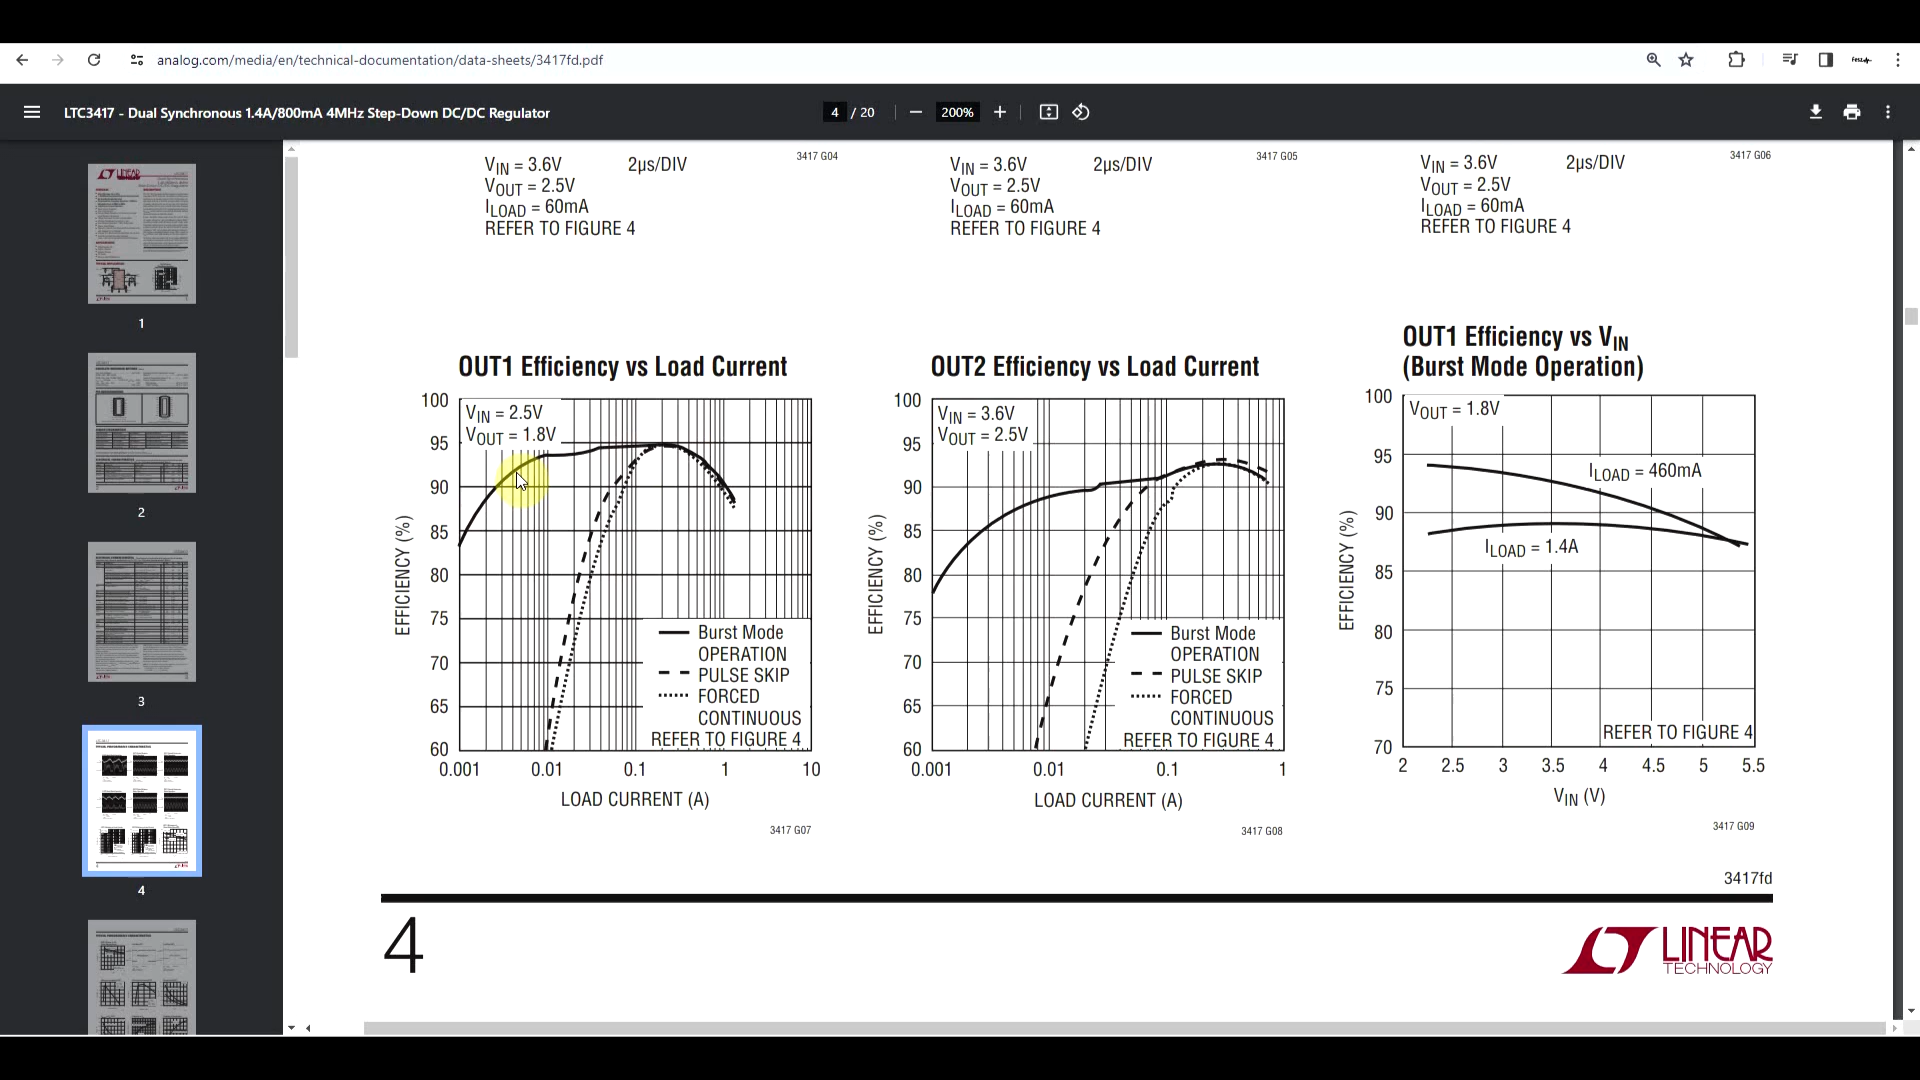 analog.com/media/en/technical-documentation/data-sheets/3417fd.pdf
LTC3417 - Dual Synchronous 1.4A/800mA 4MHz Step-Down DC/DC Regulator
4 / 20
200%
1
2
3
4
VIN = 3.6V 2µs/DIV
VOUT = 2.5V
ILOAD = 60mA
REFER TO FIGURE 4
3417 G04
VIN = 3.6V 2µs/DIV
VOUT = 2.5V
ILOAD = 60mA
REFER TO FIGURE 4
3417 G05
VIN = 3.6V 2µs/DIV
VOUT = 2.5V
ILOAD = 60mA
REFER TO FIGURE 4
3417 G06
OUT1 Efficiency vs Load Current
VIN = 2.5V
VOUT = 1.8V
100
95
90
85
80
75
70
65
60
EFFICIENCY (%)
Burst Mode
OPERATION
PULSE SKIP
FORCED
CONTINUOUS
REFER TO FIGURE 4
0.001 0.01 0.1 1 10
LOAD CURRENT (A)
3417 G07
OUT2 Efficiency vs Load Current
VIN = 3.6V
VOUT = 2.5V
100
95
90
85
80
75
70
65
60
EFFICIENCY (%)
Burst Mode
OPERATION
PULSE SKIP
FORCED
CONTINUOUS
REFER TO FIGURE 4
0.001 0.01 0.1 1
LOAD CURRENT (A)
3417 G08
OUT1 Efficiency vs VIN
(Burst Mode Operation)
VOUT = 1.8V
100
95
90
85
80
75
70
EFFICIENCY (%)
ILOAD = 460mA
ILOAD = 1.4A
REFER TO FIGURE 4
2 2.5 3 3.5 4 4.5 5 5.5
VIN (V)
3417 G09
3417fd
4
LINEAR
TECHNOLOGY